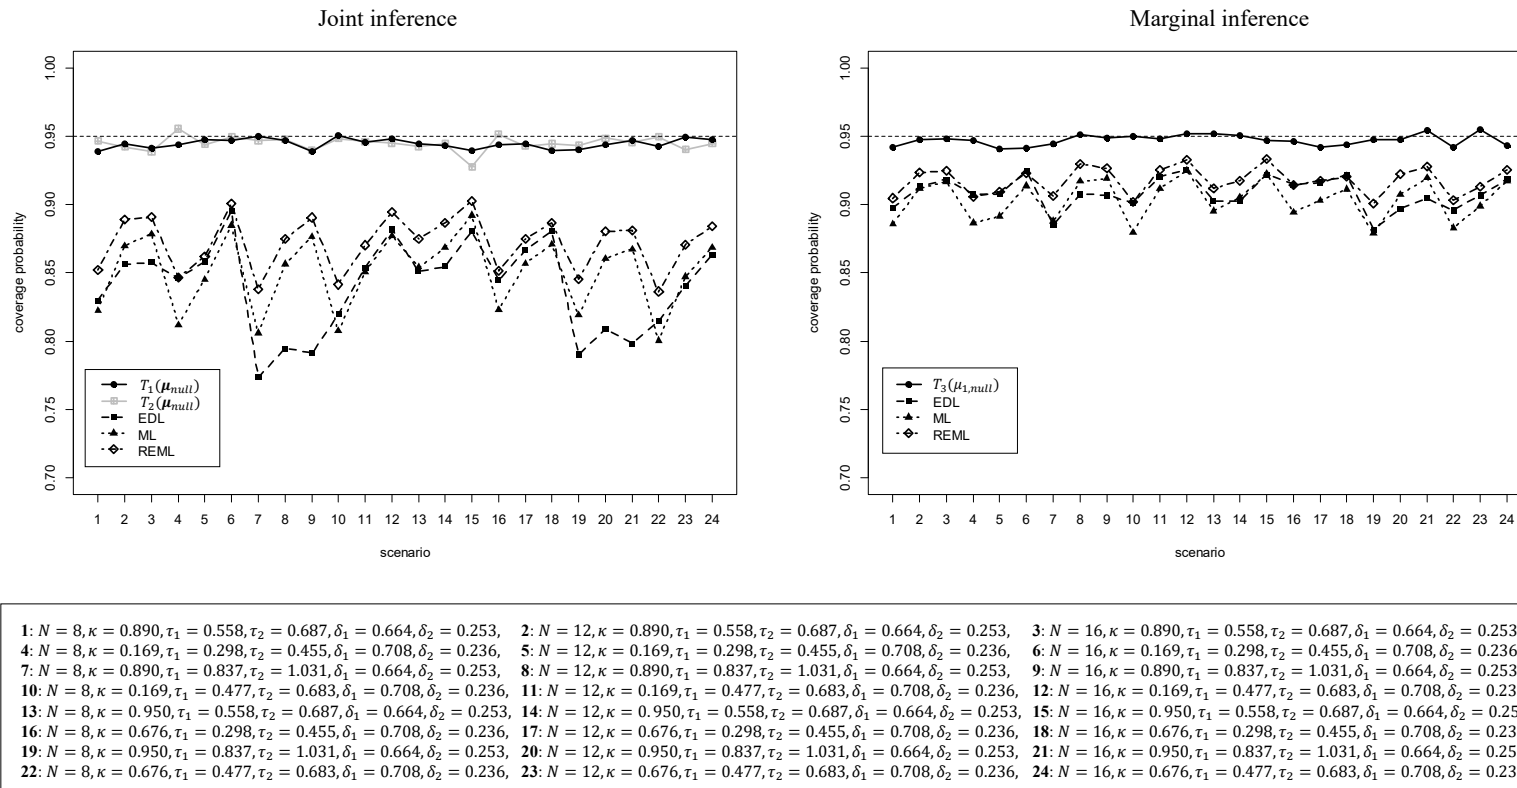 Joint inference
Marginal inference
1.00
0.95
0.90
0.85
0.80
0.75
0.70
coverage probability
T₁(μₙᵤₗₗ)
T₂(μₙᵤₗₗ)
EDL
ML
REML
1 2 3 4 5 6 7 8 9 10 11 12 13 14 15 16 17 18 19 20 21 22 23 24
scenario
1.00
0.95
0.90
0.85
0.80
0.75
0.70
coverage probability
T₃(μ₁,ₙᵤₗₗ)
EDL
ML
REML
1 2 3 4 5 6 7 8 9 10 11 12 13 14 15 16 17 18 19 20 21 22 23 24
scenario
1: N = 8, κ = 0.890, τ₁ = 0.558, τ₂ = 0.687, δ₁ = 0.664, δ₂ = 0.253, 2: N = 12, κ = 0.890, τ₁ = 0.558, τ₂ = 0.687, δ₁ = 0.664, δ₂ = 0.253, 3: N = 16, κ = 0.890, τ₁ = 0.558, τ₂ = 0.687, δ₁ = 0.664, δ₂ = 0.253
4: N = 8, κ = 0.169, τ₁ = 0.298, τ₂ = 0.455, δ₁ = 0.708, δ₂ = 0.236, 5: N = 12, κ = 0.169, τ₁ = 0.298, τ₂ = 0.455, δ₁ = 0.708, δ₂ = 0.236, 6: N = 16, κ = 0.169, τ₁ = 0.298, τ₂ = 0.455, δ₁ = 0.708, δ₂ = 0.236
7: N = 8, κ = 0.890, τ₁ = 0.837, τ₂ = 1.031, δ₁ = 0.664, δ₂ = 0.253, 8: N = 12, κ = 0.890, τ₁ = 0.837, τ₂ = 1.031, δ₁ = 0.664, δ₂ = 0.253, 9: N = 16, κ = 0.890, τ₁ = 0.837, τ₂ = 1.031, δ₁ = 0.664, δ₂ = 0.253
10: N = 8, κ = 0.169, τ₁ = 0.477, τ₂ = 0.683, δ₁ = 0.708, δ₂ = 0.236, 11: N = 12, κ = 0.169, τ₁ = 0.477, τ₂ = 0.683, δ₁ = 0.708, δ₂ = 0.236, 12: N = 16, κ = 0.169, τ₁ = 0.477, τ₂ = 0.683, δ₁ = 0.708, δ₂ = 0.23
13: N = 8, κ = 0.950, τ₁ = 0.558, τ₂ = 0.687, δ₁ = 0.664, δ₂ = 0.253, 14: N = 12, κ = 0.950, τ₁ = 0.558, τ₂ = 0.687, δ₁ = 0.664, δ₂ = 0.253, 15: N = 16, κ = 0.950, τ₁ = 0.558, τ₂ = 0.687, δ₁ = 0.664, δ₂ = 0.25
16: N = 8, κ = 0.676, τ₁ = 0.298, τ₂ = 0.455, δ₁ = 0.708, δ₂ = 0.236, 17: N = 12, κ = 0.676, τ₁ = 0.298, τ₂ = 0.455, δ₁ = 0.708, δ₂ = 0.236, 18: N = 16, κ = 0.676, τ₁ = 0.298, τ₂ = 0.455, δ₁ = 0.708, δ₂ = 0.23
19: N = 8, κ = 0.950, τ₁ = 0.837, τ₂ = 1.031, δ₁ = 0.664, δ₂ = 0.253, 20: N = 12, κ = 0.950, τ₁ = 0.837, τ₂ = 1.031, δ₁ = 0.664, δ₂ = 0.253, 21: N = 16, κ = 0.950, τ₁ = 0.837, τ₂ = 1.031, δ₁ = 0.664, δ₂ = 0.25
22: N = 8, κ = 0.676, τ₁ = 0.477, τ₂ = 0.683, δ₁ = 0.708, δ₂ = 0.236, 23: N = 12, κ = 0.676, τ₁ = 0.477, τ₂ = 0.683, δ₁ = 0.708, δ₂ = 0.236, 24: N = 16, κ = 0.676, τ₁ = 0.477, τ₂ = 0.683, δ₁ = 0.708, δ₂ = 0.23